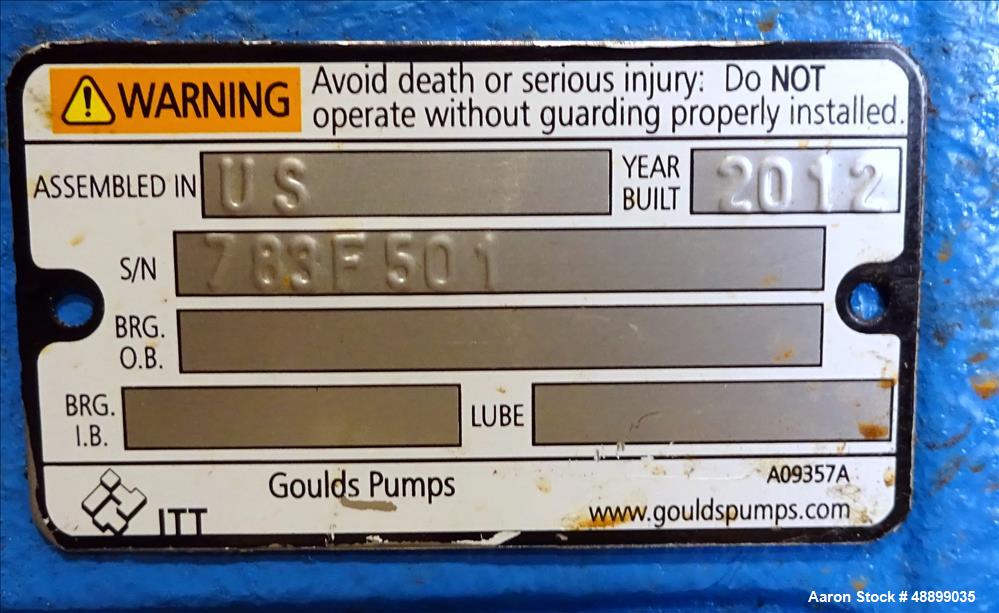 WARNING Avoid death or serious injury: Do NOT
operate without guarding properly installed.
ASSEMBLED IN US YEAR BUILT 2012
S/N 783F501
BRG. O.B.
BRG. I.B. LUBE
ITT Goulds Pumps A09357A
www.gouldspumps.com
Aaron Stock # 48899035